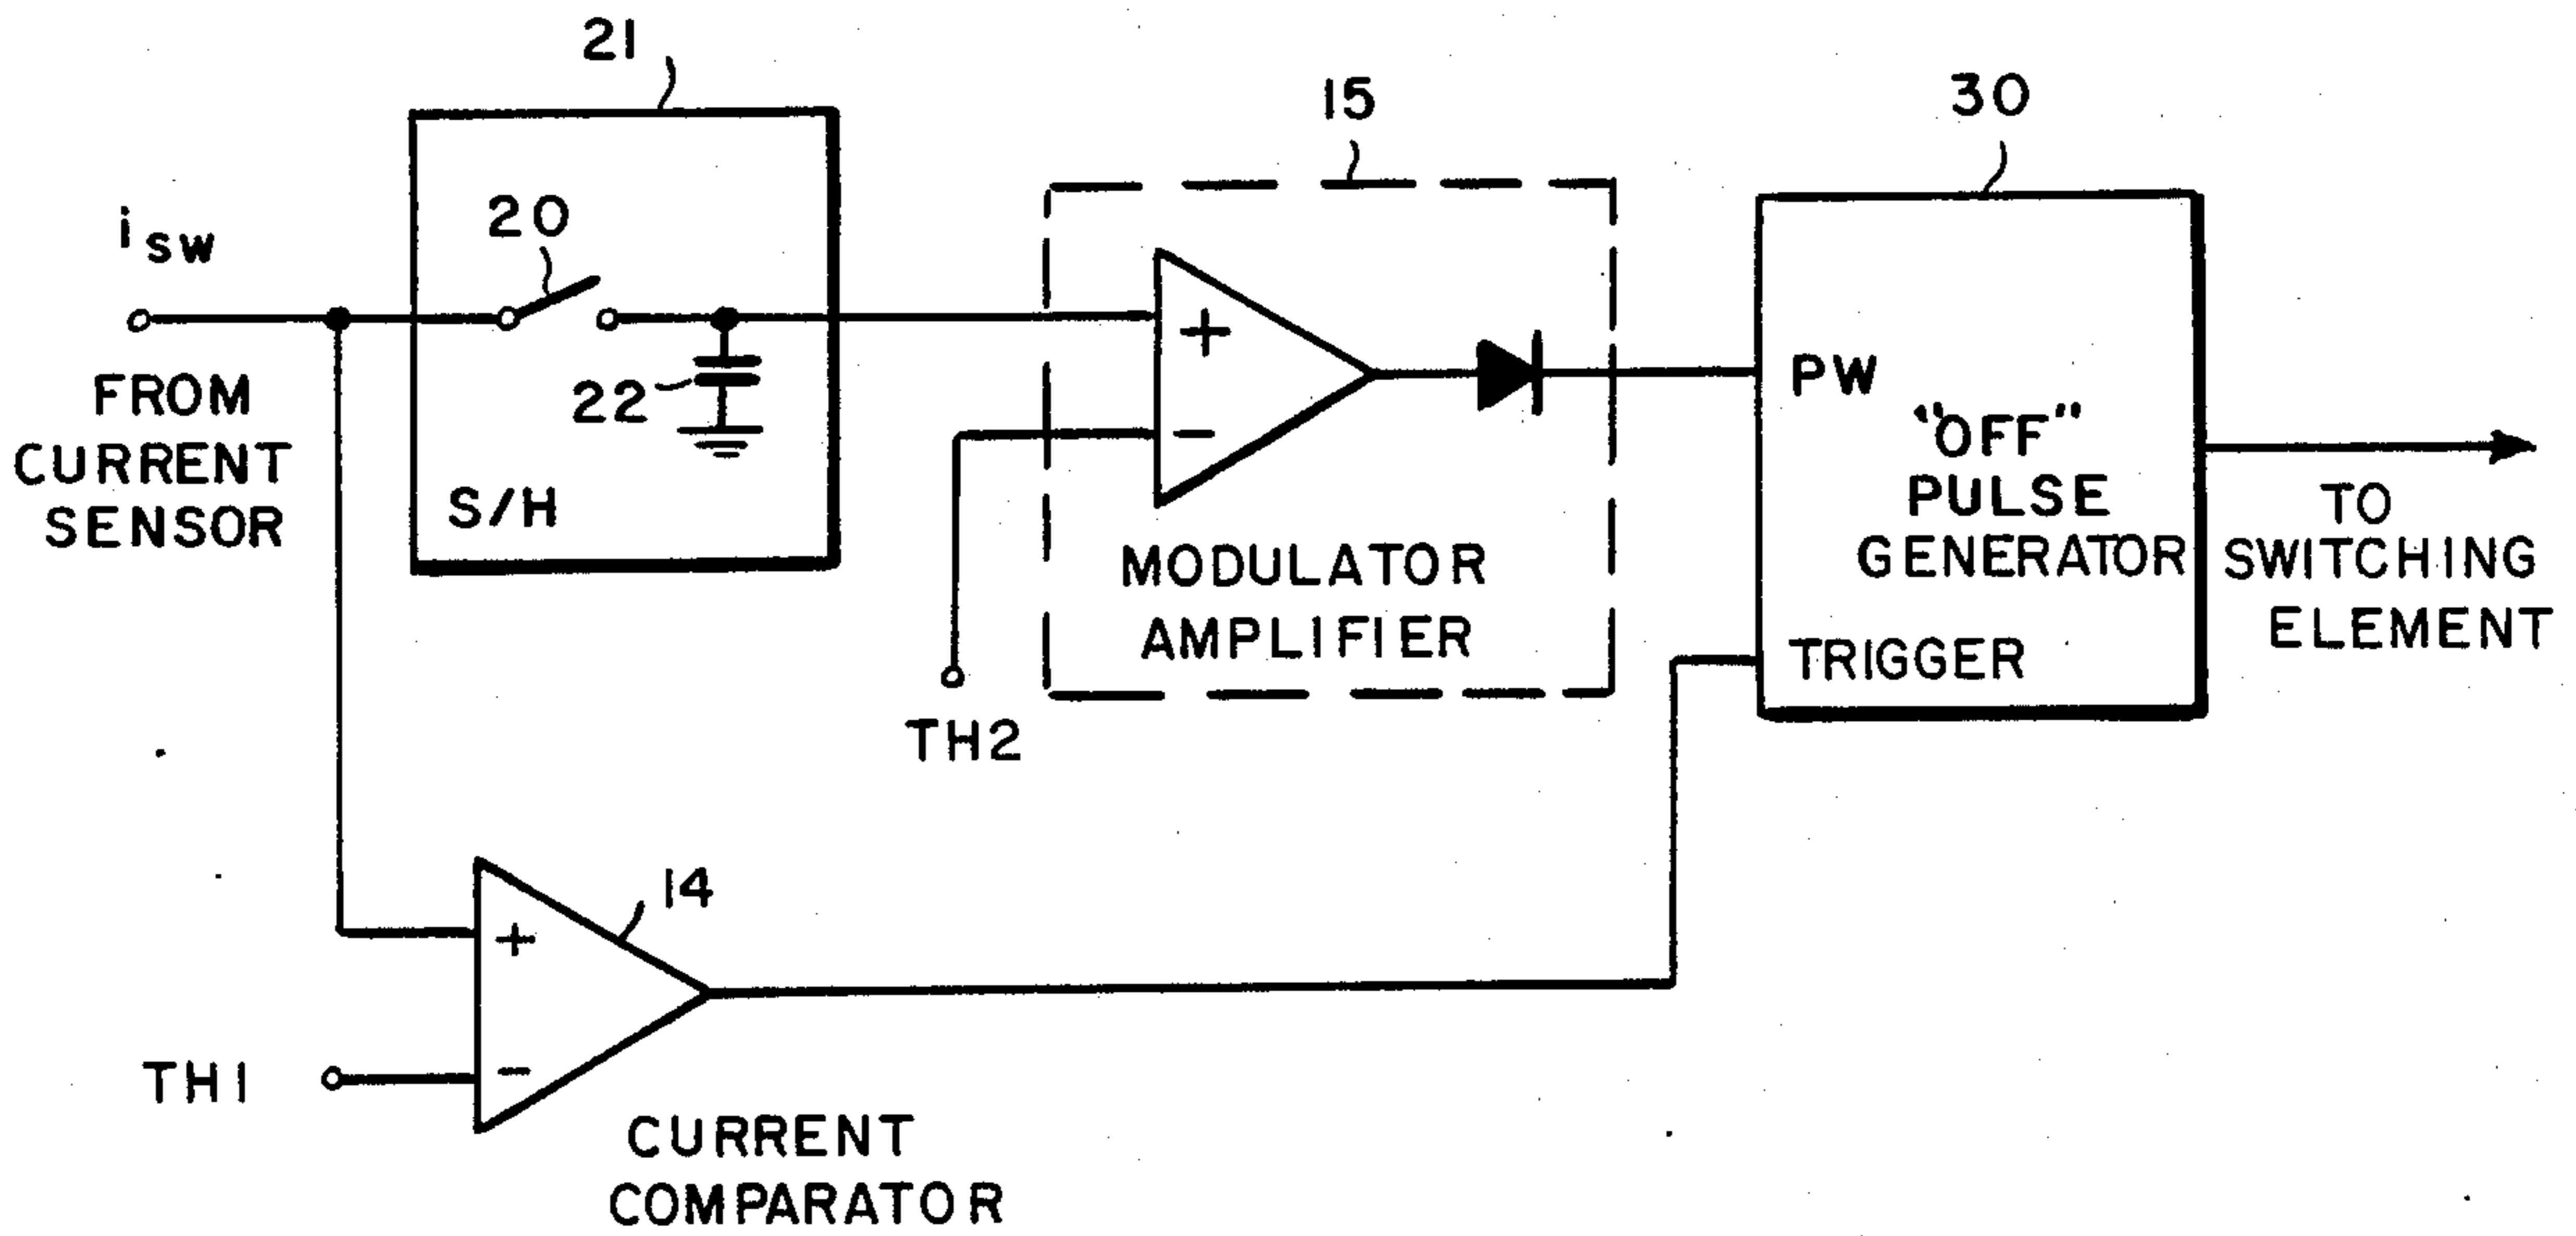 21
15
30
20
i SW
FROM
CURRENT
SENSOR
22
S/H
+
−
PW
"OFF"
PULSE
GENERATOR
TRIGGER
MODULATOR
AMPLIFIER
TO
SWITCHING
ELEMENT
TH2
14
+
−
TH1
CURRENT
COMPARATOR